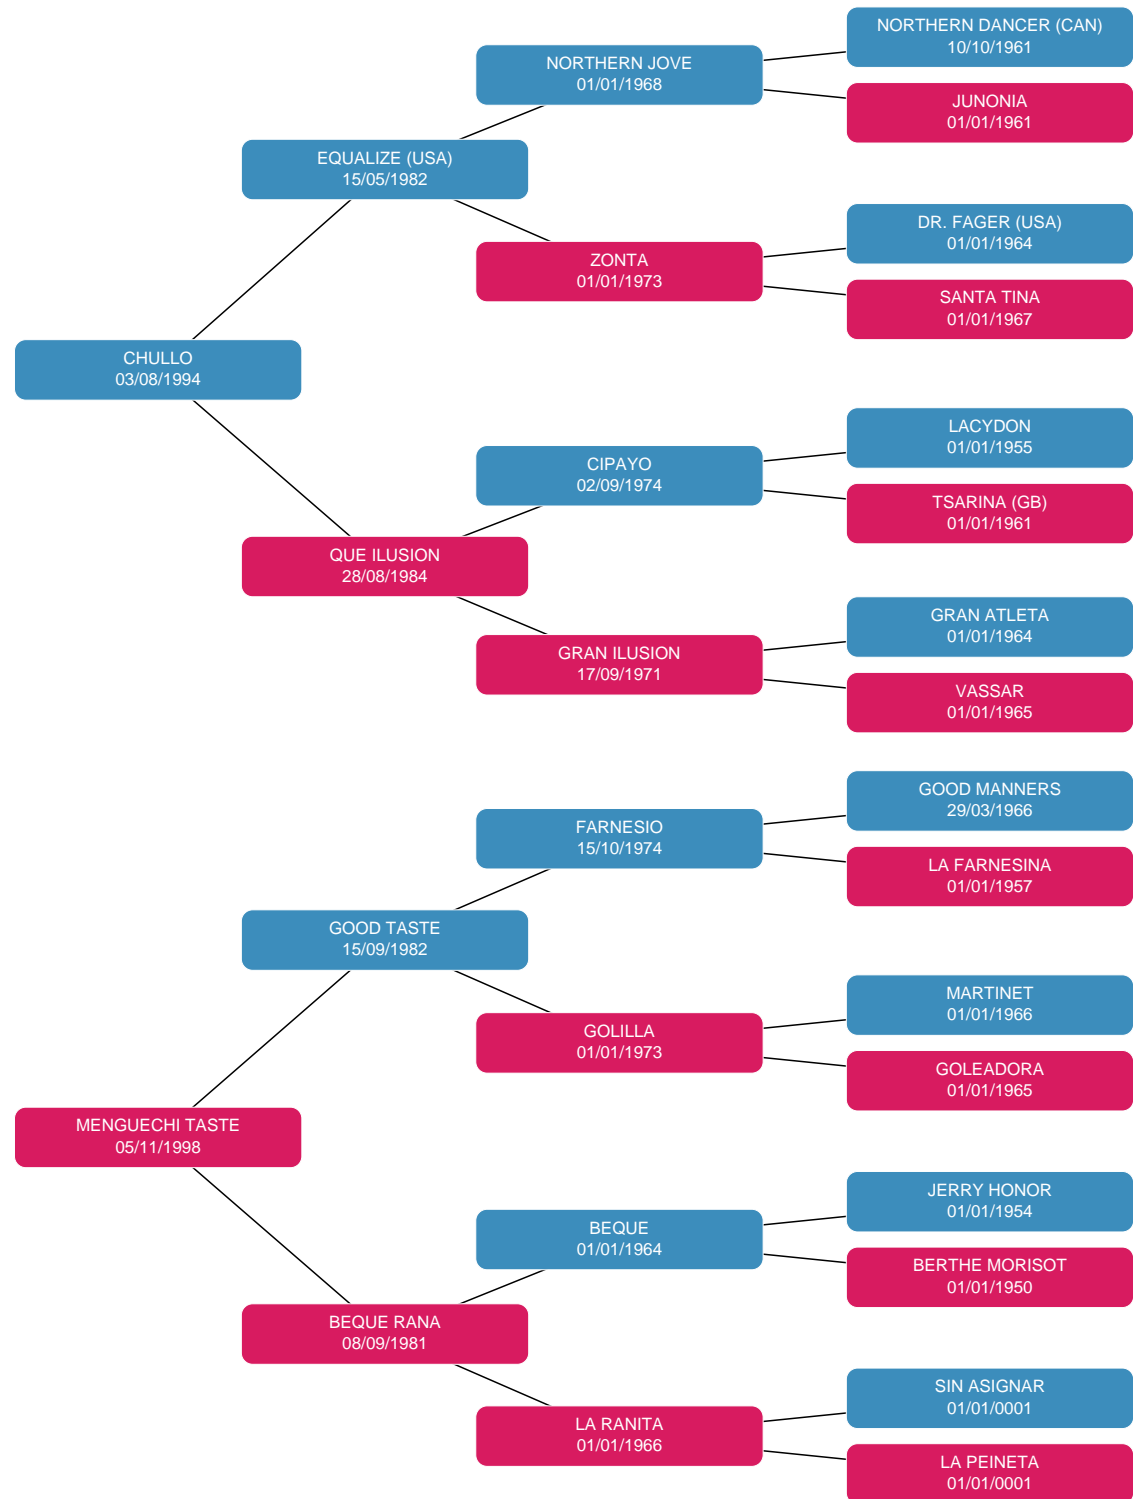 NORTHERN DANCER (CAN)
10/10/1961
NORTHERN JOVE
01/01/1968
JUNONIA
01/01/1961
EQUALIZE (USA)
15/05/1982
DR. FAGER (USA)
01/01/1964
ZONTA
01/01/1973
SANTA TINA
01/01/1967
CHULLO
03/08/1994
LACYDON
01/01/1955
CIPAYO
02/09/1974
TSARINA (GB)
01/01/1961
QUE ILUSION
28/08/1984
GRAN ATLETA
01/01/1964
GRAN ILUSION
17/09/1971
VASSAR
01/01/1965
GOOD MANNERS
29/03/1966
FARNESIO
15/10/1974
LA FARNESINA
01/01/1957
GOOD TASTE
15/09/1982
MARTINET
01/01/1966
GOLILLA
01/01/1973
GOLEADORA
01/01/1965
MENGUECHI TASTE
05/11/1998
JERRY HONOR
01/01/1954
BEQUE
01/01/1964
BERTHE MORISOT
01/01/1950
BEQUE RANA
08/09/1981
SIN ASIGNAR
01/01/0001
LA RANITA
01/01/1966
LA PEINETA
01/01/0001